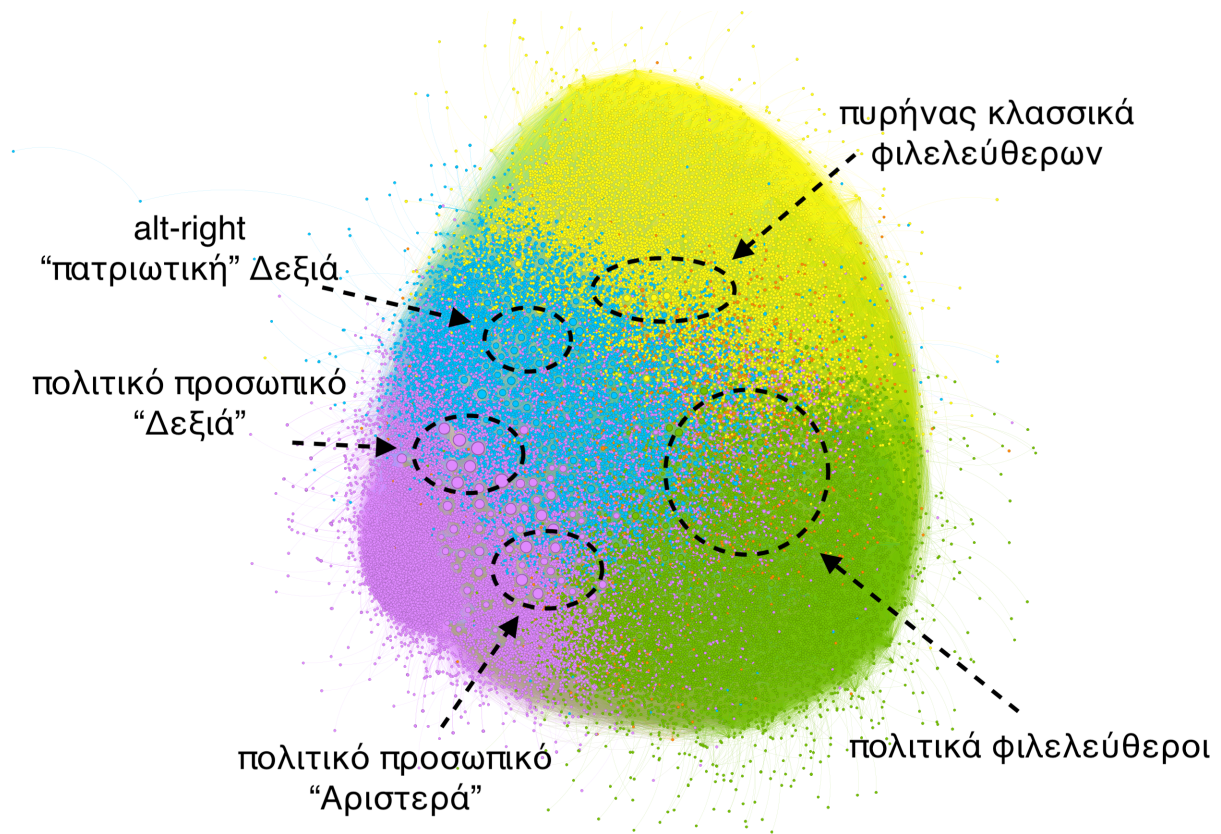 πυρήνας κλασσικά
φιλελεύθερων
alt-right
“πατριωτική” Δεξιά
πολιτικό προσωπικό
“Δεξιά”
πολιτικό προσωπικό
“Αριστερά”
πολιτικά φιλελεύθεροι